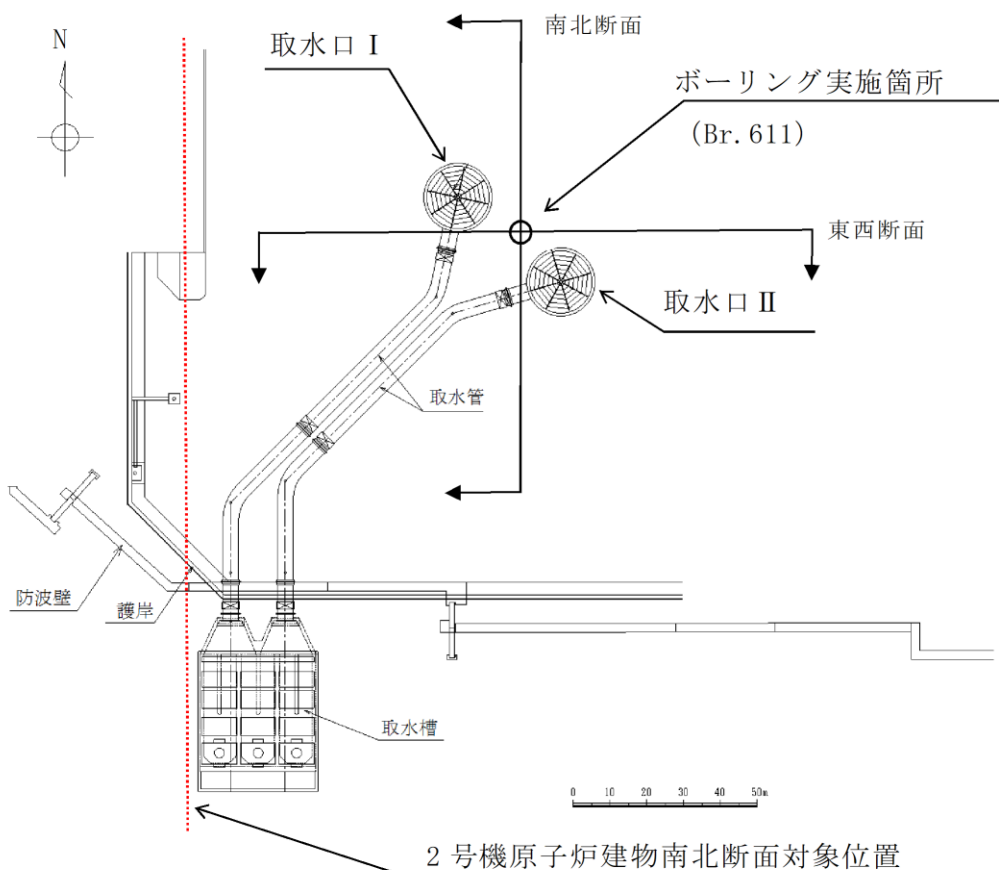 南北断面
取水口Ⅰ
N
ボーリング実施箇所
(Br.611)
東西断面
取水口Ⅱ
取水管
防波壁
護岸
取水槽
0 10 20 30 40 50m
2号機原子炉建物南北断面対象位置